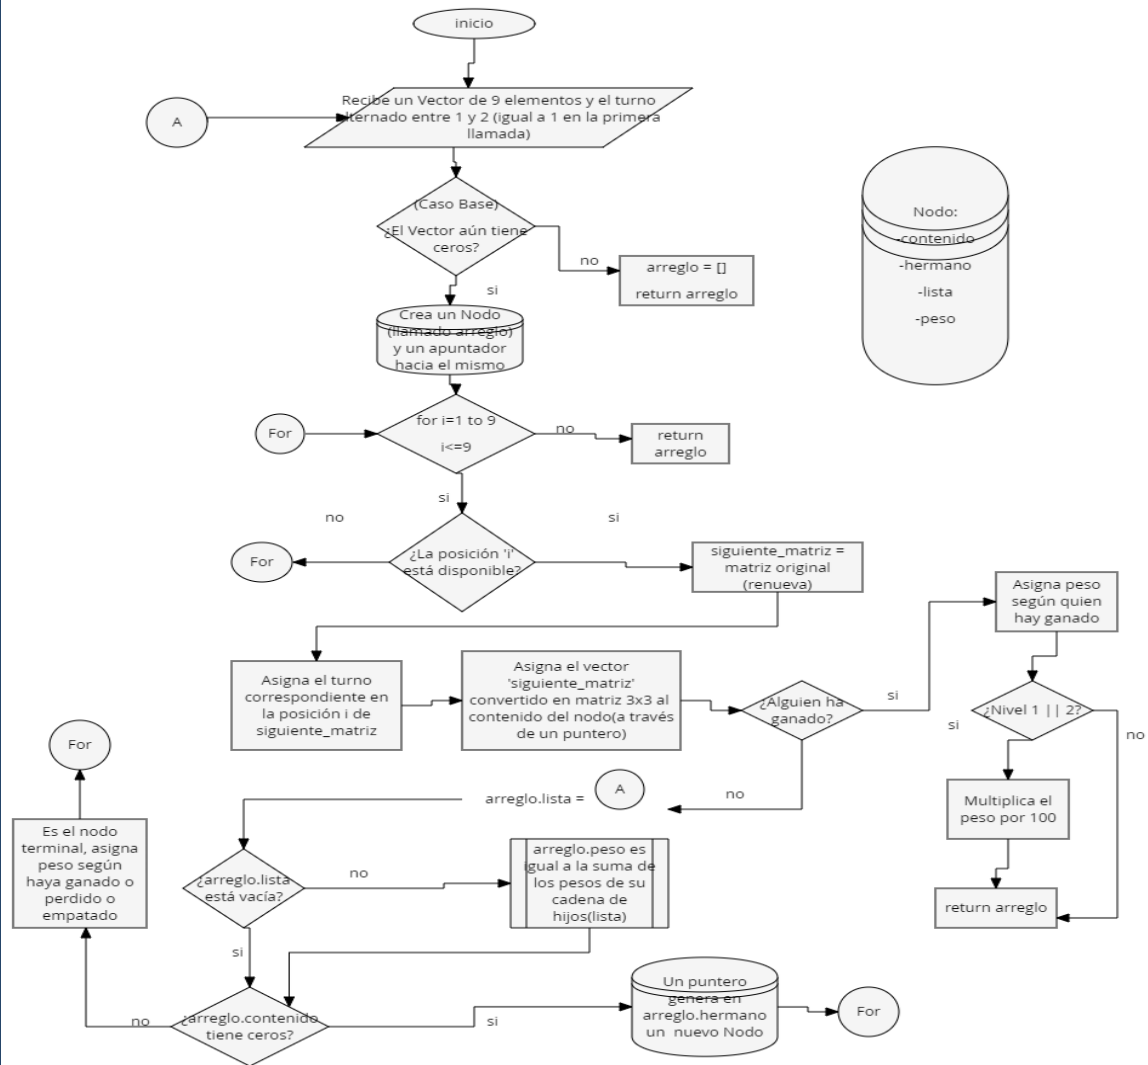 inicio
A
Recibe un Vector de 9 elementos y el turno
alternado entre 1 y 2 (igual a 1 en la primera
llamada)
(Caso Base)
¿El Vector aún tiene
ceros?
no
arreglo = []
return arreglo
si
Nodo:
-contenido
-hermano
-lista
-peso
Crea un Nodo
(llamado arreglo)
y un apuntador
hacia el mismo
For
for i=1 to 9
i<=9
no
return
arreglo
si
no
si
For
¿La posición 'i'
está disponible?
siguiente_matriz =
matriz original
(renueva)
Asigna el turno
correspondiente en
la posición i de
siguiente_matriz
Asigna el vector
'siguiente_matriz'
convertido en matriz 3x3 al
contenido del nodo(a través
de un puntero)
¿Alguien ha
ganado?
si
Asigna peso
según quien
hay ganado
¿Nivel 1 || 2?
si
no
Multiplica el
peso por 100
return arreglo
no
arreglo.lista =
A
¿arreglo.lista
está vacía?
no
arreglo.peso es
igual a la suma de
los pesos de su
cadena de
hijos(lista)
si
¿arreglo.contenido
tiene ceros?
no
Es el nodo
terminal, asigna
peso según
haya ganado o
perdido o
empatado
For
si
Un puntero
genera en
arreglo.hermano
un nuevo Nodo
For